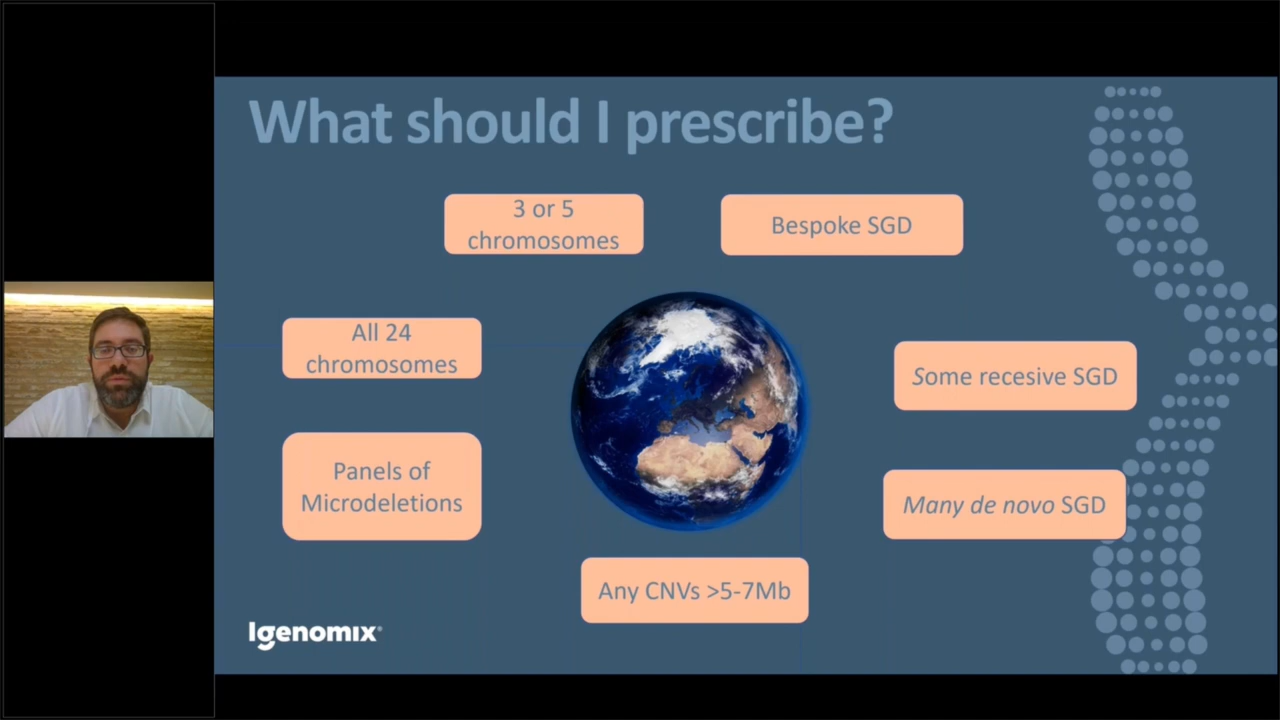 What should I prescribe?
3 or 5
chromosomes
Bespoke SGD
All 24
chromosomes
Some recesive SGD
Panels of
Microdeletions
Many de novo SGD
Any CNVs >5-7Mb
Igenomix®